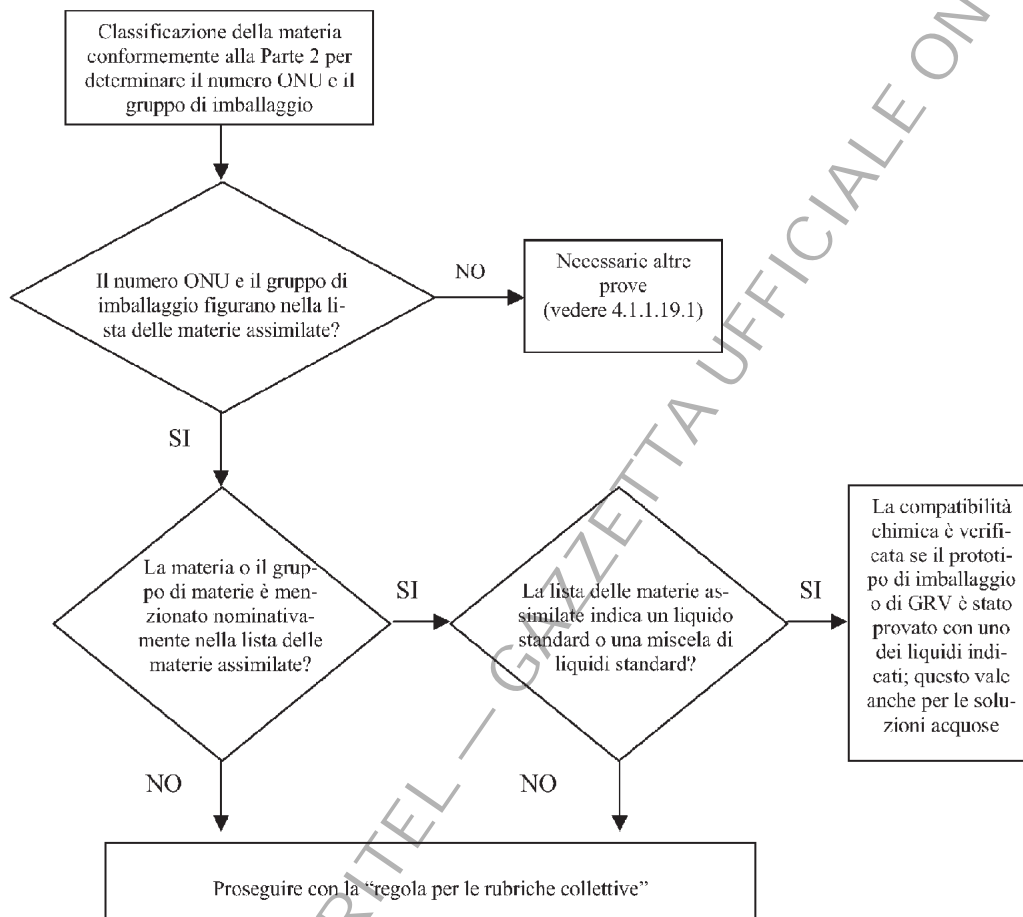 Classificazione della materia
conformemente alla Parte 2 per
determinare il numero ONU e il
gruppo di imballaggio
Il numero ONU e il gruppo di
imballaggio figurano nella li-
sta delle materie assimilate?
NO
Necessarie altre
prove
(vedere 4.1.1.19.1)
SI
La materia o il grup-
po di materie è men-
zionato nominativa-
mente nella lista delle
materie assimilate?
SI
La lista delle materie as-
similate indica un liquido
standard o una miscela di
liquidi standard?
SI
La compatibilità
chimica è verifi-
cata se il prototi-
po di imballaggio
o di GRV è stato
provato con uno
dei liquidi indi-
cati; questo vale
anche per le solu-
zioni acquose
NO
NO
Proseguire con la “regola per le rubriche collettive”
RITEL — GAZZETTA UFFICIALE ON